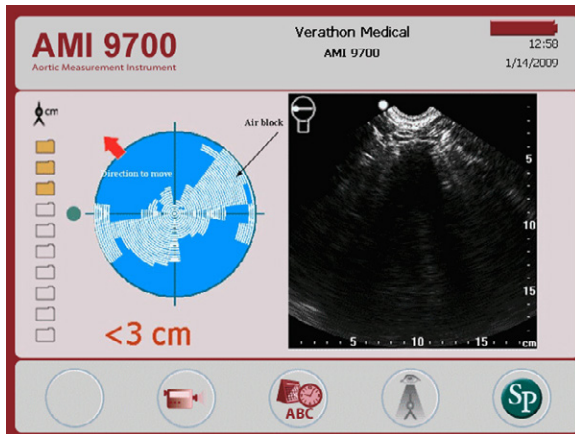 AMI 9700
Aortic Measurement Instrument
Verathon Medical
AMI 9700
12:58
1/14/2009
cm
Air block
Direction to move
<3 cm
5
10
15
5 10 15 cm
ABC
SP